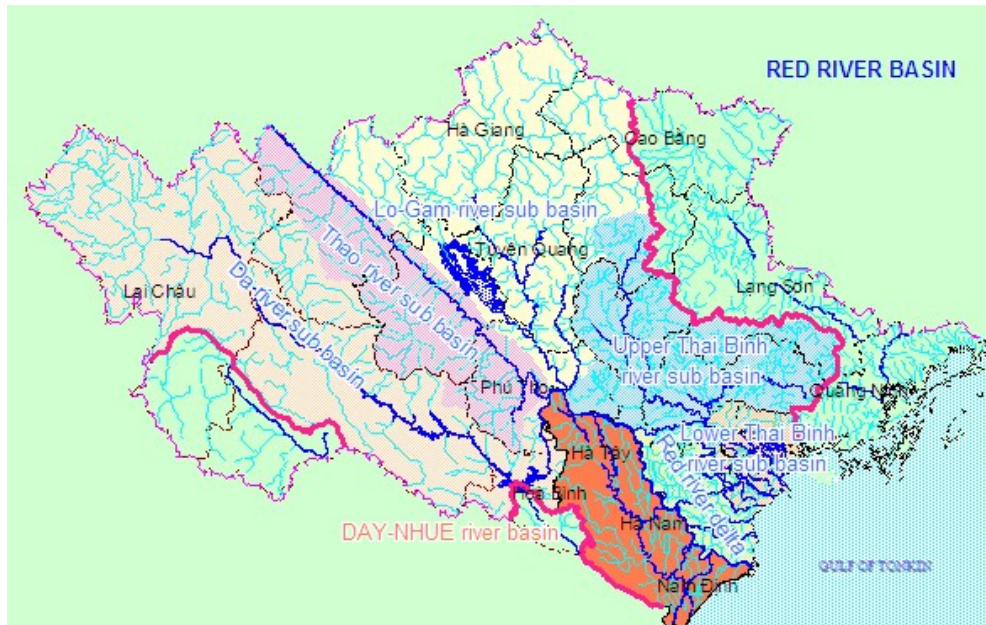 RED RIVER BASIN
Hà Giang
Cao Bằng
Lo-Gam river sub basin
Tuyên Quang
Thao river sub basin
Lai Châu
Da river sub basin
Lạng Sơn
Upper Thai Binh
river sub basin
Phú Thọ
Quảng Ninh
Lower Thai Binh
river sub basin
Red river delta
Hà Tây
Hoà Bình
DAY-NHUE river basin
Hà Nam
GULF OF TONKIN
Nam Định